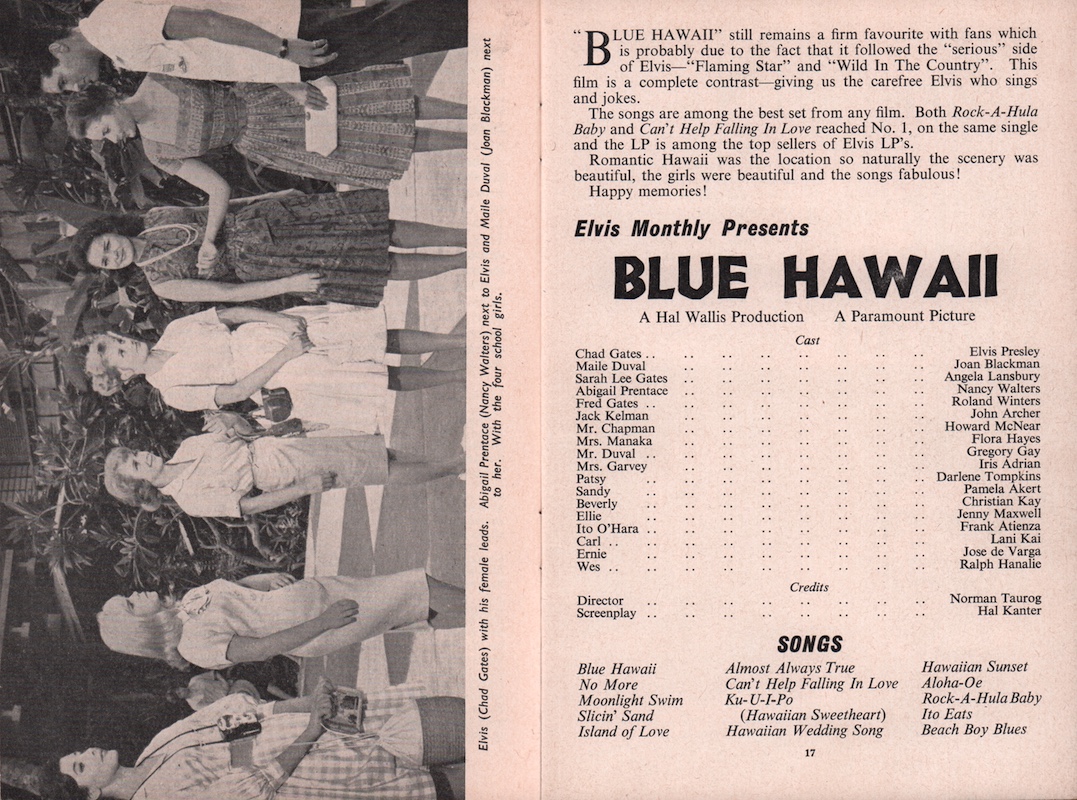 Elvis (Chad Gates) with his female leads. Abigail Prentace (Nancy Walters) next to Elvis and Maile Duval (Joan Blackman) next
to her. With the four school girls.
"BLUE HAWAII" still remains a firm favourite with fans which
is probably due to the fact that it followed the "serious" side
of Elvis—"Flaming Star" and "Wild In The Country". This
film is a complete contrast—giving us the carefree Elvis who sings
and jokes.
The songs are among the best set from any film. Both Rock-A-Hula
Baby and Can't Help Falling In Love reached No. 1, on the same single
and the LP is among the top sellers of Elvis LP's.
Romantic Hawaii was the location so naturally the scenery was
beautiful, the girls were beautiful and the songs fabulous!
Happy memories!
Elvis Monthly Presents
BLUE HAWAII
A Hal Wallis Production A Paramount Picture
Cast
Chad Gates .. .. .. .. .. .. .. .. Elvis Presley
Maile Duval .. .. .. .. .. .. .. Joan Blackman
Sarah Lee Gates .. .. .. .. .. .. .. Angela Lansbury
Abigail Prentace .. .. .. .. .. .. .. Nancy Walters
Fred Gates .. .. .. .. .. .. .. .. Roland Winters
Jack Kelman .. .. .. .. .. .. .. John Archer
Mr. Chapman .. .. .. .. .. .. .. Howard McNear
Mrs. Manaka .. .. .. .. .. .. .. Flora Hayes
Mr. Duval .. .. .. .. .. .. .. .. Gregory Gay
Mrs. Garvey .. .. .. .. .. .. .. Iris Adrian
Patsy .. .. .. .. .. .. .. .. Darlene Tompkins
Sandy .. .. .. .. .. .. .. .. Pamela Akert
Beverly .. .. .. .. .. .. .. .. Christian Kay
Ellie .. .. .. .. .. .. .. .. Jenny Maxwell
Ito O'Hara .. .. .. .. .. .. .. .. Frank Atienza
Carl .. .. .. .. .. .. .. .. .. Lani Kai
Ernie .. .. .. .. .. .. .. .. Jose de Varga
Wes .. .. .. .. .. .. .. .. .. Ralph Hanalie
Credits
Director .. .. .. .. .. .. .. .. Norman Taurog
Screenplay .. .. .. .. .. .. .. .. Hal Kanter
SONGS
Blue Hawaii Almost Always True Hawaiian Sunset
No More Can't Help Falling In Love Aloha-Oe
Moonlight Swim Ku-U-I-Po Rock-A-Hula Baby
Slicin' Sand (Hawaiian Sweetheart) Ito Eats
Island of Love Hawaiian Wedding Song Beach Boy Blues
17